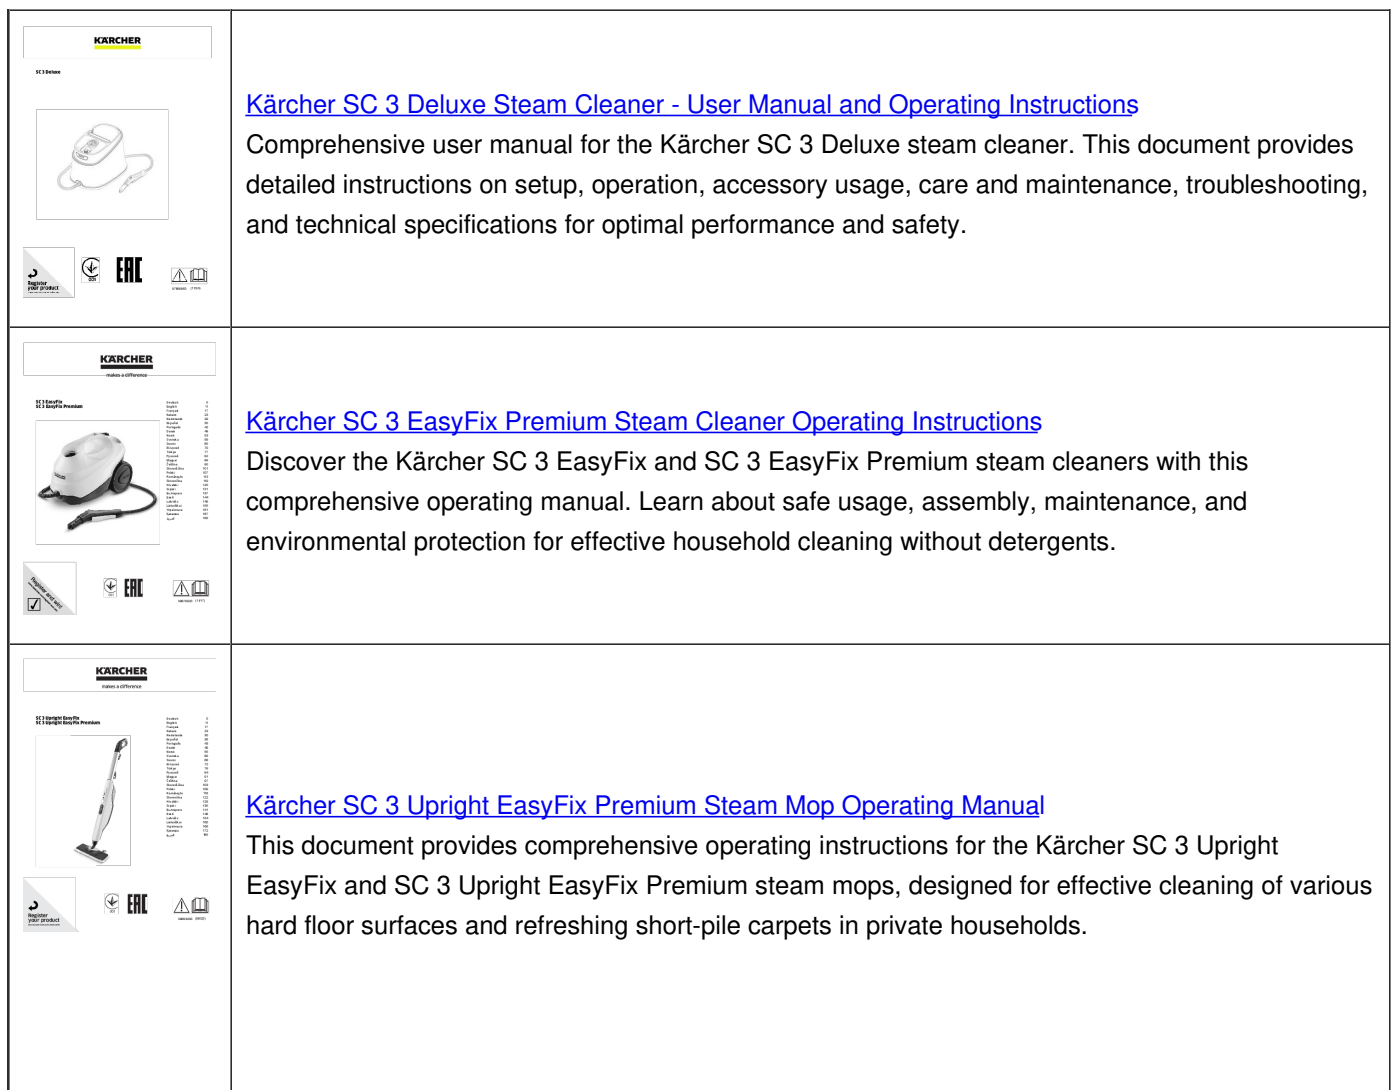 KÄRCHER
SC 3 Deluxe
Register
your product
EAC
Kärcher SC 3 Deluxe Steam Cleaner - User Manual and Operating Instructions
Comprehensive user manual for the Kärcher SC 3 Deluxe steam cleaner. This document provides
detailed instructions on setup, operation, accessory usage, care and maintenance, troubleshooting,
and technical specifications for optimal performance and safety.
KÄRCHER
makes a difference
SC 3 EasyFix
SC 3 EasyFix Premium
Register and win!
EAC
Kärcher SC 3 EasyFix Premium Steam Cleaner Operating Instructions
Discover the Kärcher SC 3 EasyFix and SC 3 EasyFix Premium steam cleaners with this
comprehensive operating manual. Learn about safe usage, assembly, maintenance, and
environmental protection for effective household cleaning without detergents.
KÄRCHER
makes a difference
SC 3 Upright EasyFix
SC 3 Upright EasyFix Premium
Register
your product
EAC
Kärcher SC 3 Upright EasyFix Premium Steam Mop Operating Manual
This document provides comprehensive operating instructions for the Kärcher SC 3 Upright
EasyFix and SC 3 Upright EasyFix Premium steam mops, designed for effective cleaning of various
hard floor surfaces and refreshing short-pile carpets in private households.